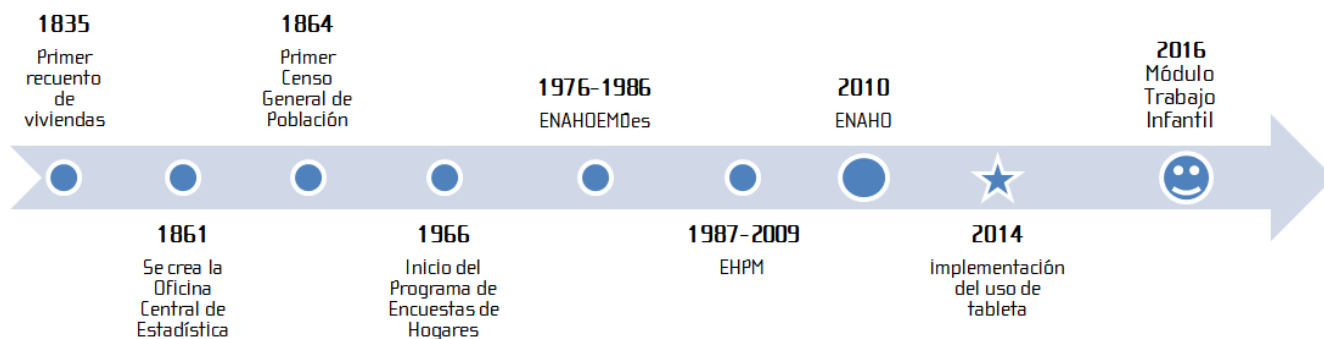 1835
Primer
recuento
de
viviendas
1861
Se crea la
Oficina
Central de
Estadística
1864
Primer
Censo
General de
Población
1966
Inicio del
Programa de
Encuestas de
Hogares
1976-1986
ENAHOEMDes
1987-2009
EHPM
2010
ENAHO
2014
implementación
del uso de
tableta
2016
Módulo
Trabajo
Infantil